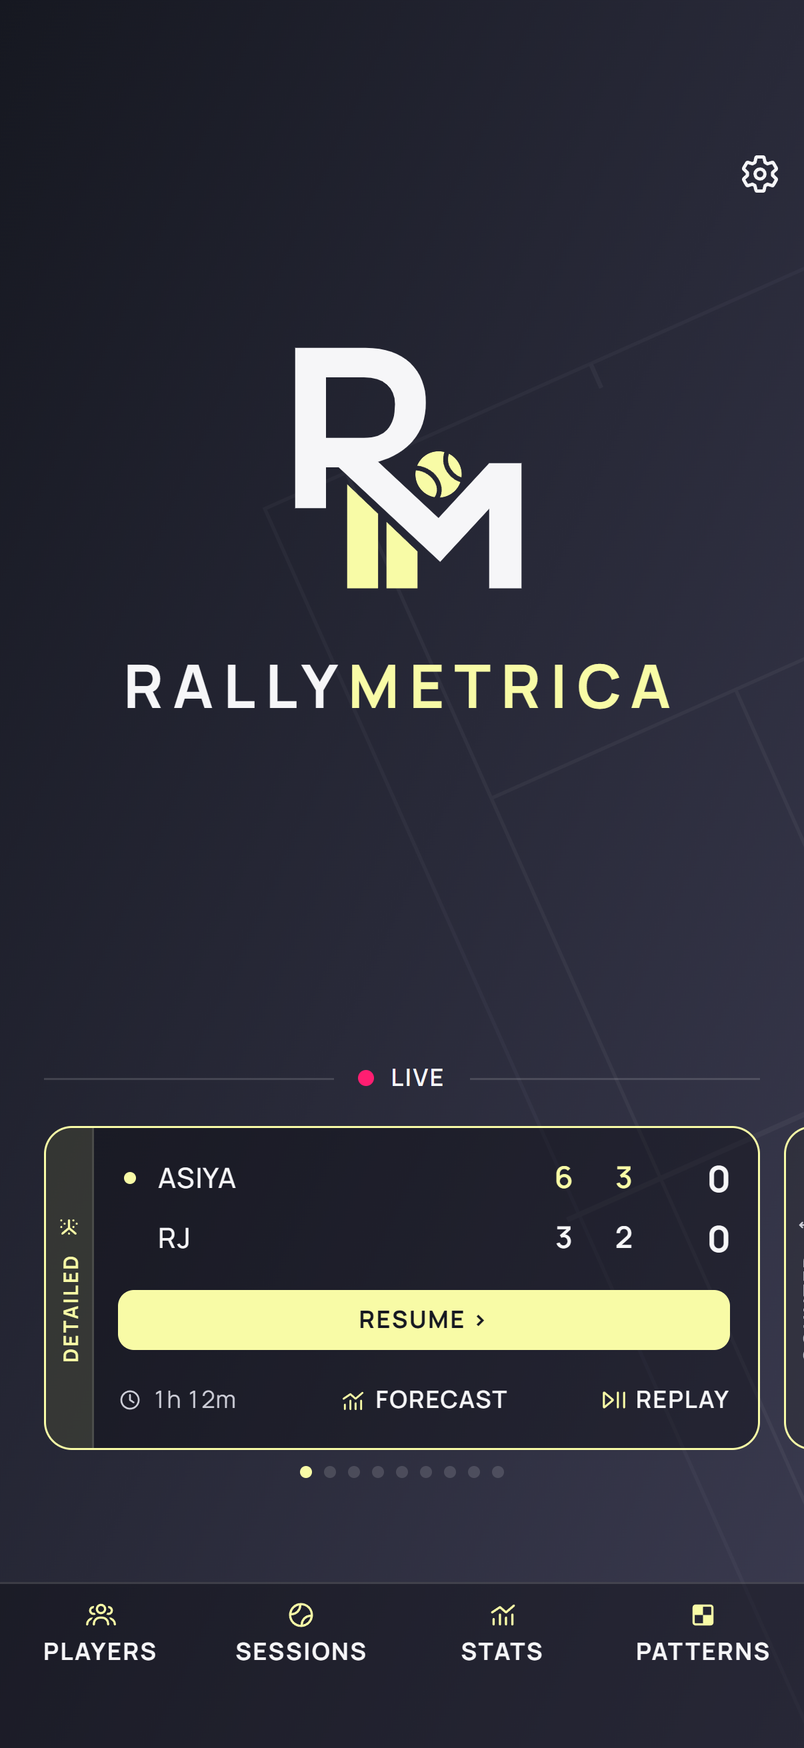 RM
RALLYMETRICA
LIVE
DETAILED
ASIYA 6 3 0
RJ 3 2 0
RESUME ›
1h 12m FORECAST REPLAY
PLAYERS SESSIONS STATS PATTERNS